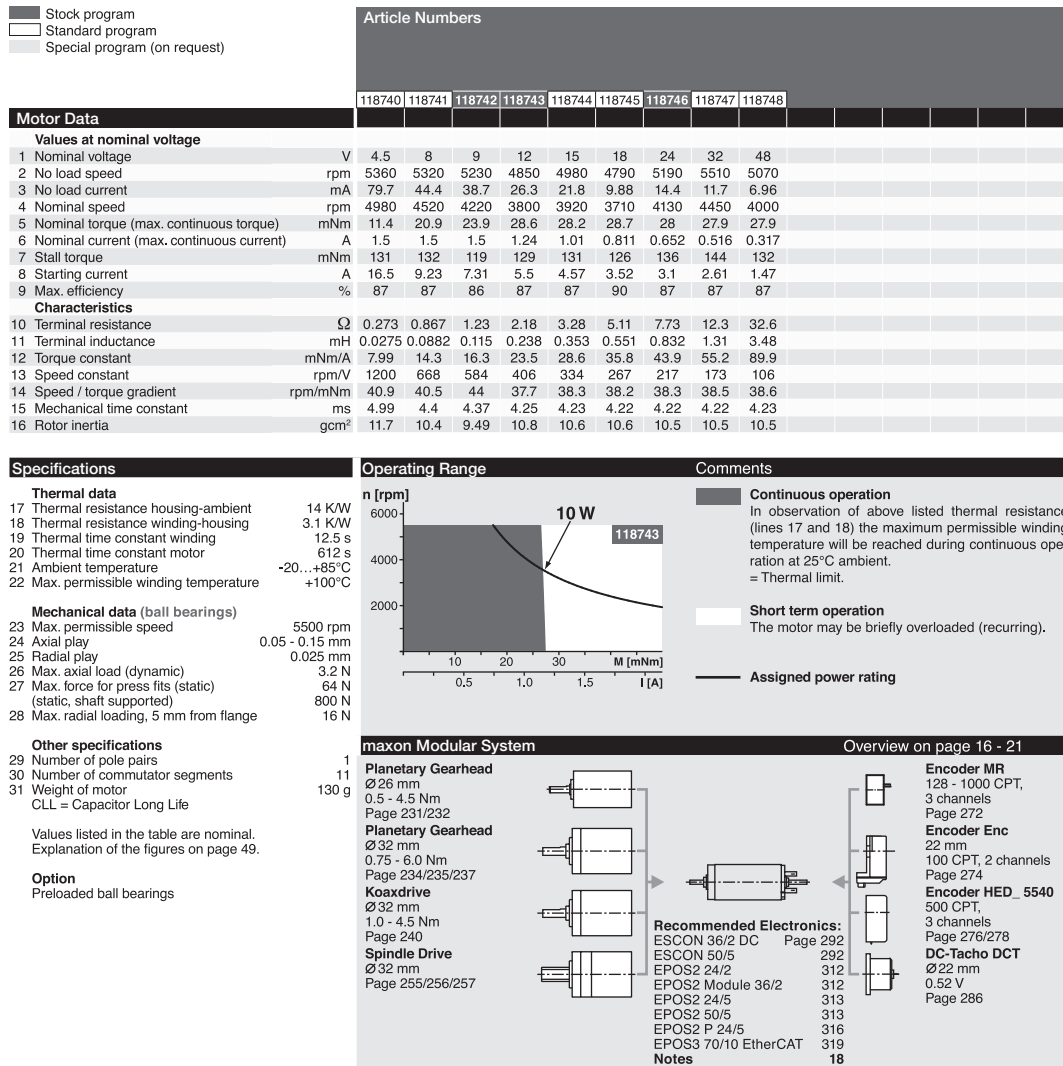 Stock program
Standard program
Special program (on request)
Article Numbers
118740 118741 118742 118743 118744 118745 118746 118747 118748
Motor Data
Values at nominal voltage
1 Nominal voltage V 4.5 8 9 12 15 18 24 32 48
2 No load speed rpm 5360 5320 5230 4850 4980 4790 5190 5510 5070
3 No load current mA 79.7 44.4 38.7 26.3 21.8 9.88 14.4 11.7 6.96
4 Nominal speed rpm 4980 4520 4220 3800 3920 3710 4130 4450 4000
5 Nominal torque (max. continuous torque) mNm 11.4 20.9 23.9 28.6 28.2 28.7 28 27.9 27.9
6 Nominal current (max. continuous current) A 1.5 1.5 1.5 1.24 1.01 0.811 0.652 0.516 0.317
7 Stall torque mNm 131 132 119 129 131 126 136 144 132
8 Starting current A 16.5 9.23 7.31 5.5 4.57 3.52 3.1 2.61 1.47
9 Max. efficiency % 87 87 86 87 87 90 87 87 87
Characteristics
10 Terminal resistance Ω 0.273 0.867 1.23 2.18 3.28 5.11 7.73 12.3 32.6
11 Terminal inductance mH 0.0275 0.0882 0.115 0.238 0.353 0.551 0.832 1.31 3.48
12 Torque constant mNm/A 7.99 14.3 16.3 23.5 28.6 35.8 43.9 55.2 89.9
13 Speed constant rpm/V 1200 668 584 406 334 267 217 173 106
14 Speed / torque gradient rpm/mNm 40.9 40.5 44 37.7 38.3 38.2 38.3 38.5 38.6
15 Mechanical time constant ms 4.99 4.4 4.37 4.25 4.23 4.22 4.22 4.22 4.23
16 Rotor inertia gcm² 11.7 10.4 9.49 10.8 10.6 10.6 10.5 10.5 10.5
Specifications
Thermal data
17 Thermal resistance housing-ambient 14 K/W
18 Thermal resistance winding-housing 3.1 K/W
19 Thermal time constant winding 12.5 s
20 Thermal time constant motor 612 s
21 Ambient temperature -20...+85°C
22 Max. permissible winding temperature +100°C
Mechanical data (ball bearings)
23 Max. permissible speed 5500 rpm
24 Axial play 0.05 - 0.15 mm
25 Radial play 0.025 mm
26 Max. axial load (dynamic) 3.2 N
27 Max. force for press fits (static) 64 N
(static, shaft supported) 800 N
28 Max. radial loading, 5 mm from flange 16 N
Other specifications
29 Number of pole pairs 1
30 Number of commutator segments 11
31 Weight of motor 130 g
CLL = Capacitor Long Life
Values listed in the table are nominal.
Explanation of the figures on page 49.
Option
Preloaded ball bearings
Operating Range
n [rpm]
6000
4000
2000
10 W
118743
10 20 30 M [mNm]
0.5 1.0 1.5 I [A]
Comments
Continuous operation
In observation of above listed thermal resistance
(lines 17 and 18) the maximum permissible winding
temperature will be reached during continuous ope-
ration at 25°C ambient.
= Thermal limit.
Short term operation
The motor may be briefly overloaded (recurring).
Assigned power rating
maxon Modular System
Overview on page 16 - 21
Planetary Gearhead
Ø26 mm
0.5 - 4.5 Nm
Page 231/232
Planetary Gearhead
Ø32 mm
0.75 - 6.0 Nm
Page 234/235/237
Koaxdrive
Ø32 mm
1.0 - 4.5 Nm
Page 240
Spindle Drive
Ø32 mm
Page 255/256/257
Recommended Electronics:
ESCON 36/2 DC Page 292
ESCON 50/5 292
EPOS2 24/2 312
EPOS2 Module 36/2 312
EPOS2 24/5 313
EPOS2 50/5 313
EPOS2 P 24/5 316
EPOS3 70/10 EtherCAT 319
Notes 18
Encoder MR
128 - 1000 CPT,
3 channels
Page 272
Encoder Enc
22 mm
100 CPT, 2 channels
Page 274
Encoder HED_ 5540
500 CPT,
3 channels
Page 276/278
DC-Tacho DCT
Ø22 mm
0.52 V
Page 286